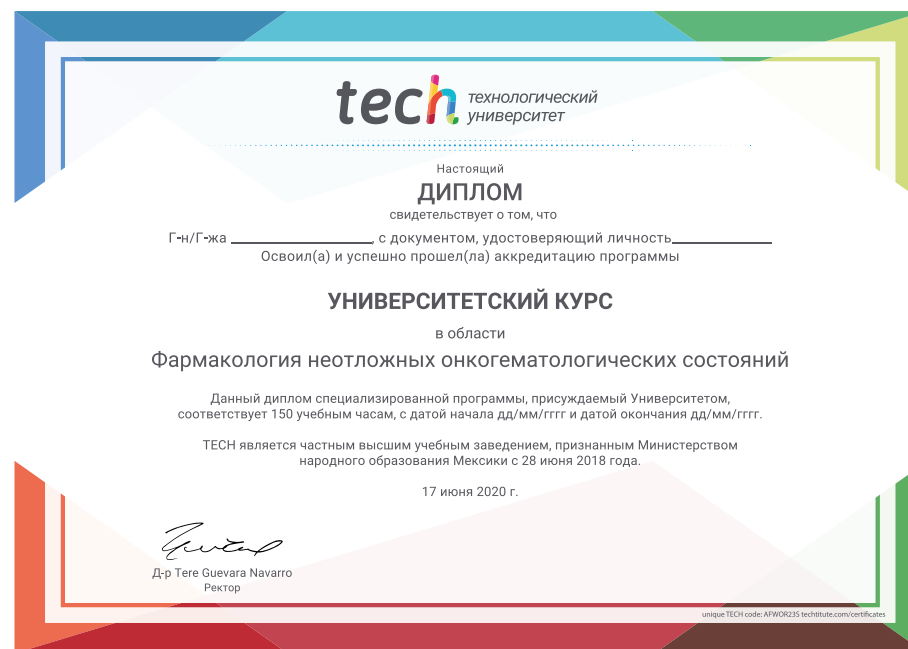 tech технологический
университет
Настоящий
ДИПЛОМ
свидетельствует о том, что
Г-н/Г-жа ____________________, с документом, удостоверяющий личность______________
Освоил(а) и успешно прошел(ла) аккредитацию программы
УНИВЕРСИТЕТСКИЙ КУРС
в области
Фармакология неотложных онкогематологических состояний
Данный диплом специализированной программы, присуждаемый Университетом,
соответствует 150 учебным часам, с датой начала дд/мм/гггг и датой окончания дд/мм/гггг.
TECH является частным высшим учебным заведением, признанным Министерством
народного образования Мексики с 28 июня 2018 года.
17 июня 2020 г.
Д-р Tere Guevara Navarro
Ректор
unique TECH code: AFWOR23S techtitute.com/certificates